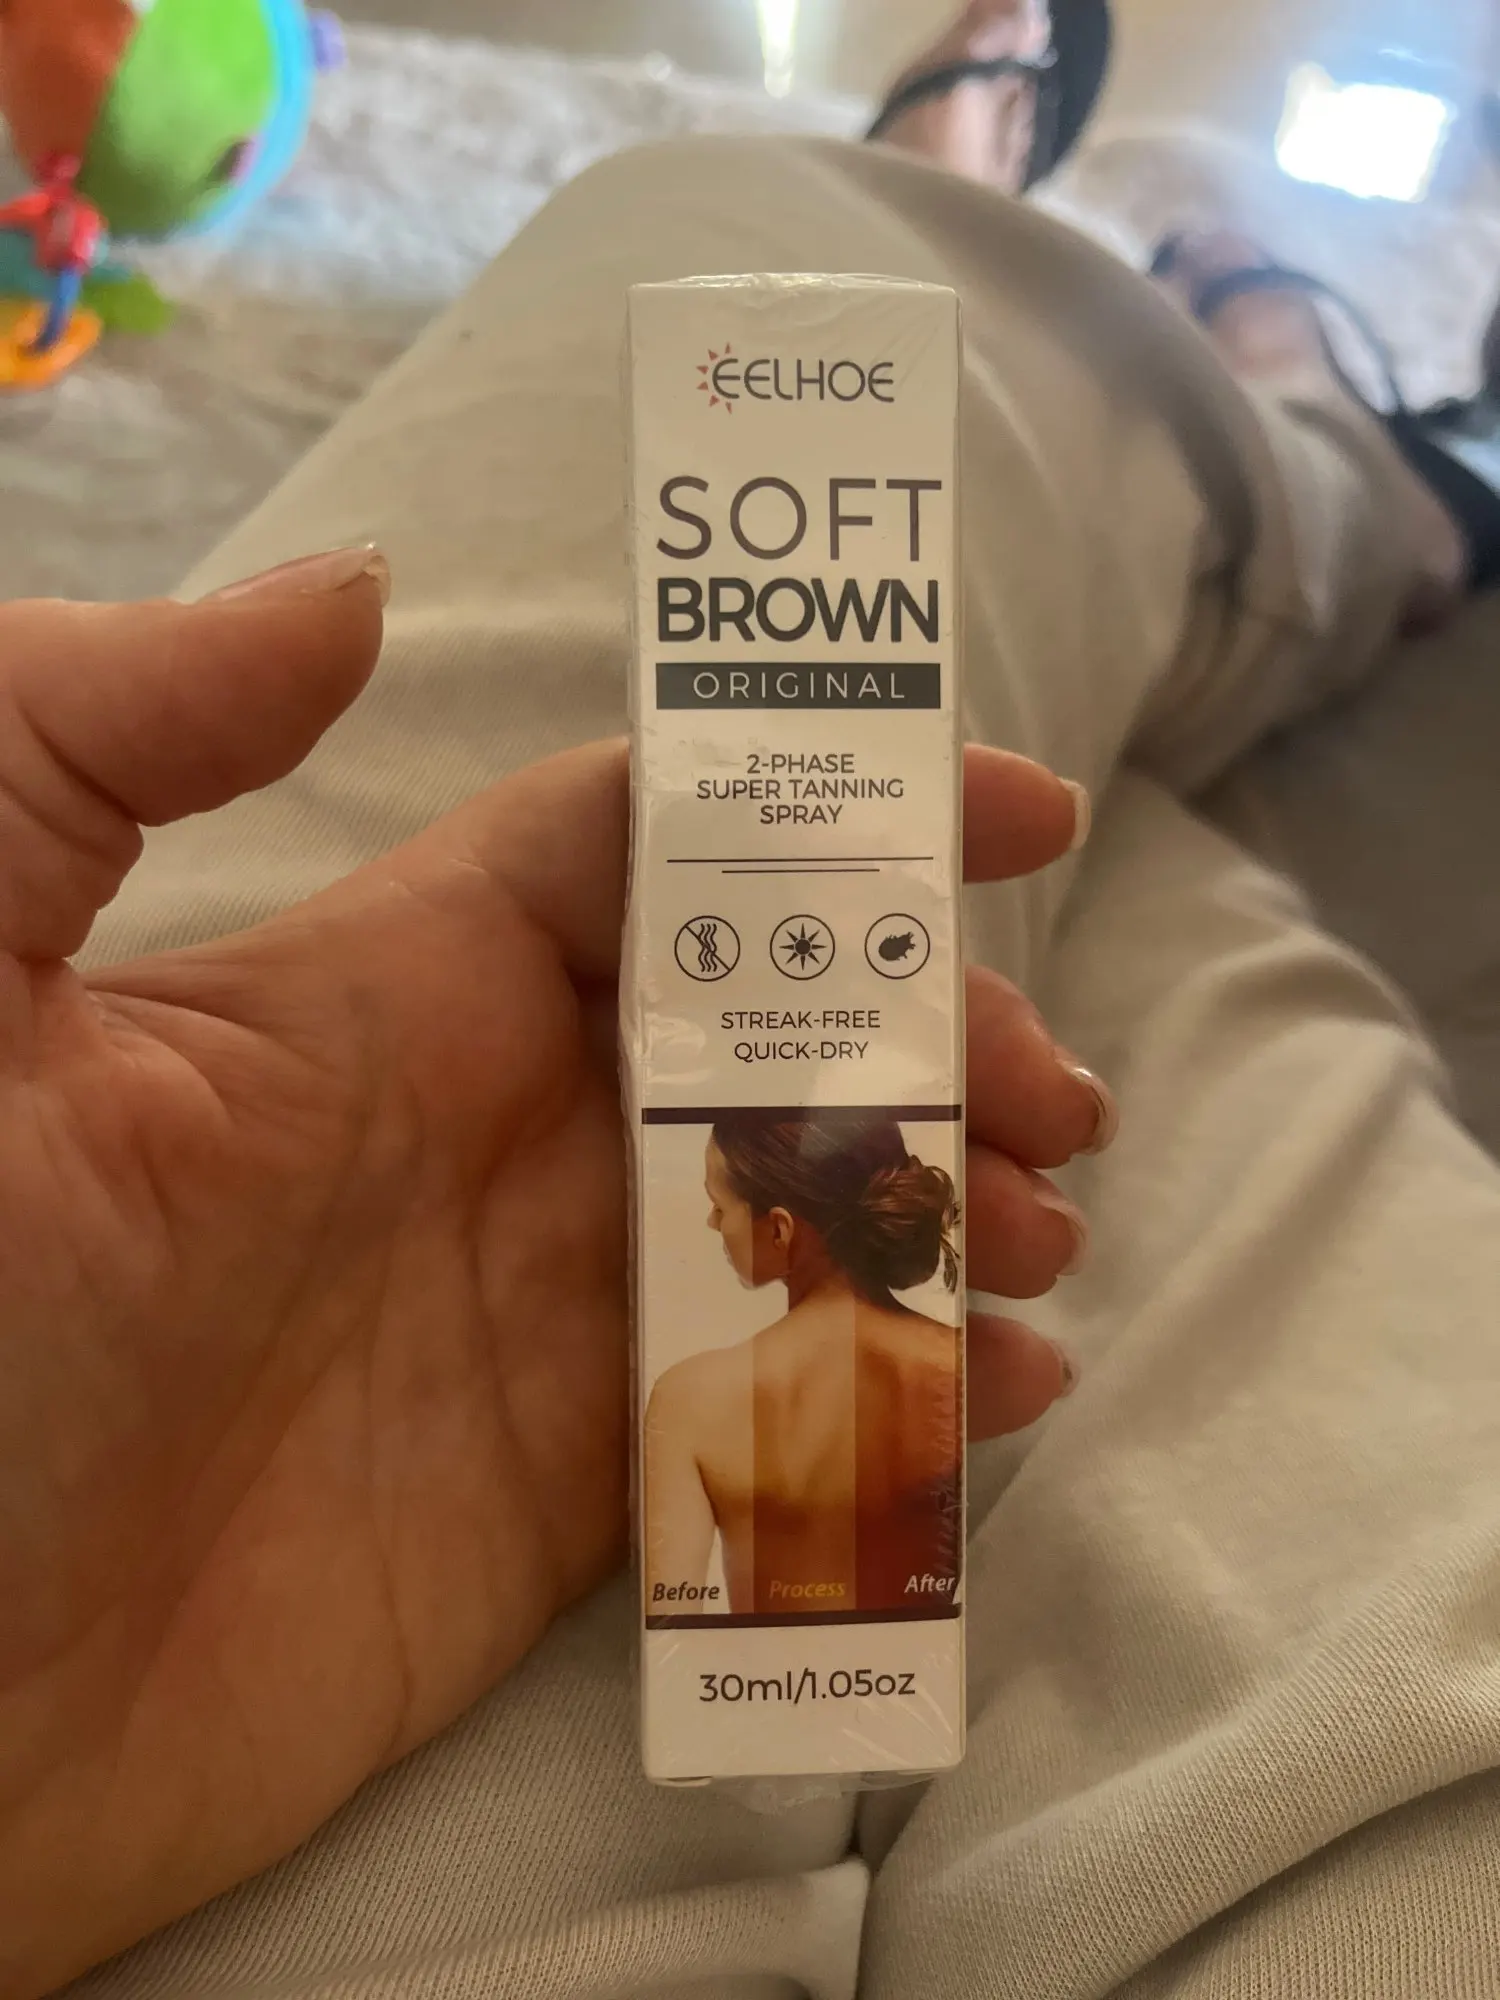 EELHOE
SOFT
BROWN
ORIGINAL
2-PHASE
SUPER TANNING
SPRAY
STREAK-FREE
QUICK-DRY
Before Process After
30ml/1.05oz